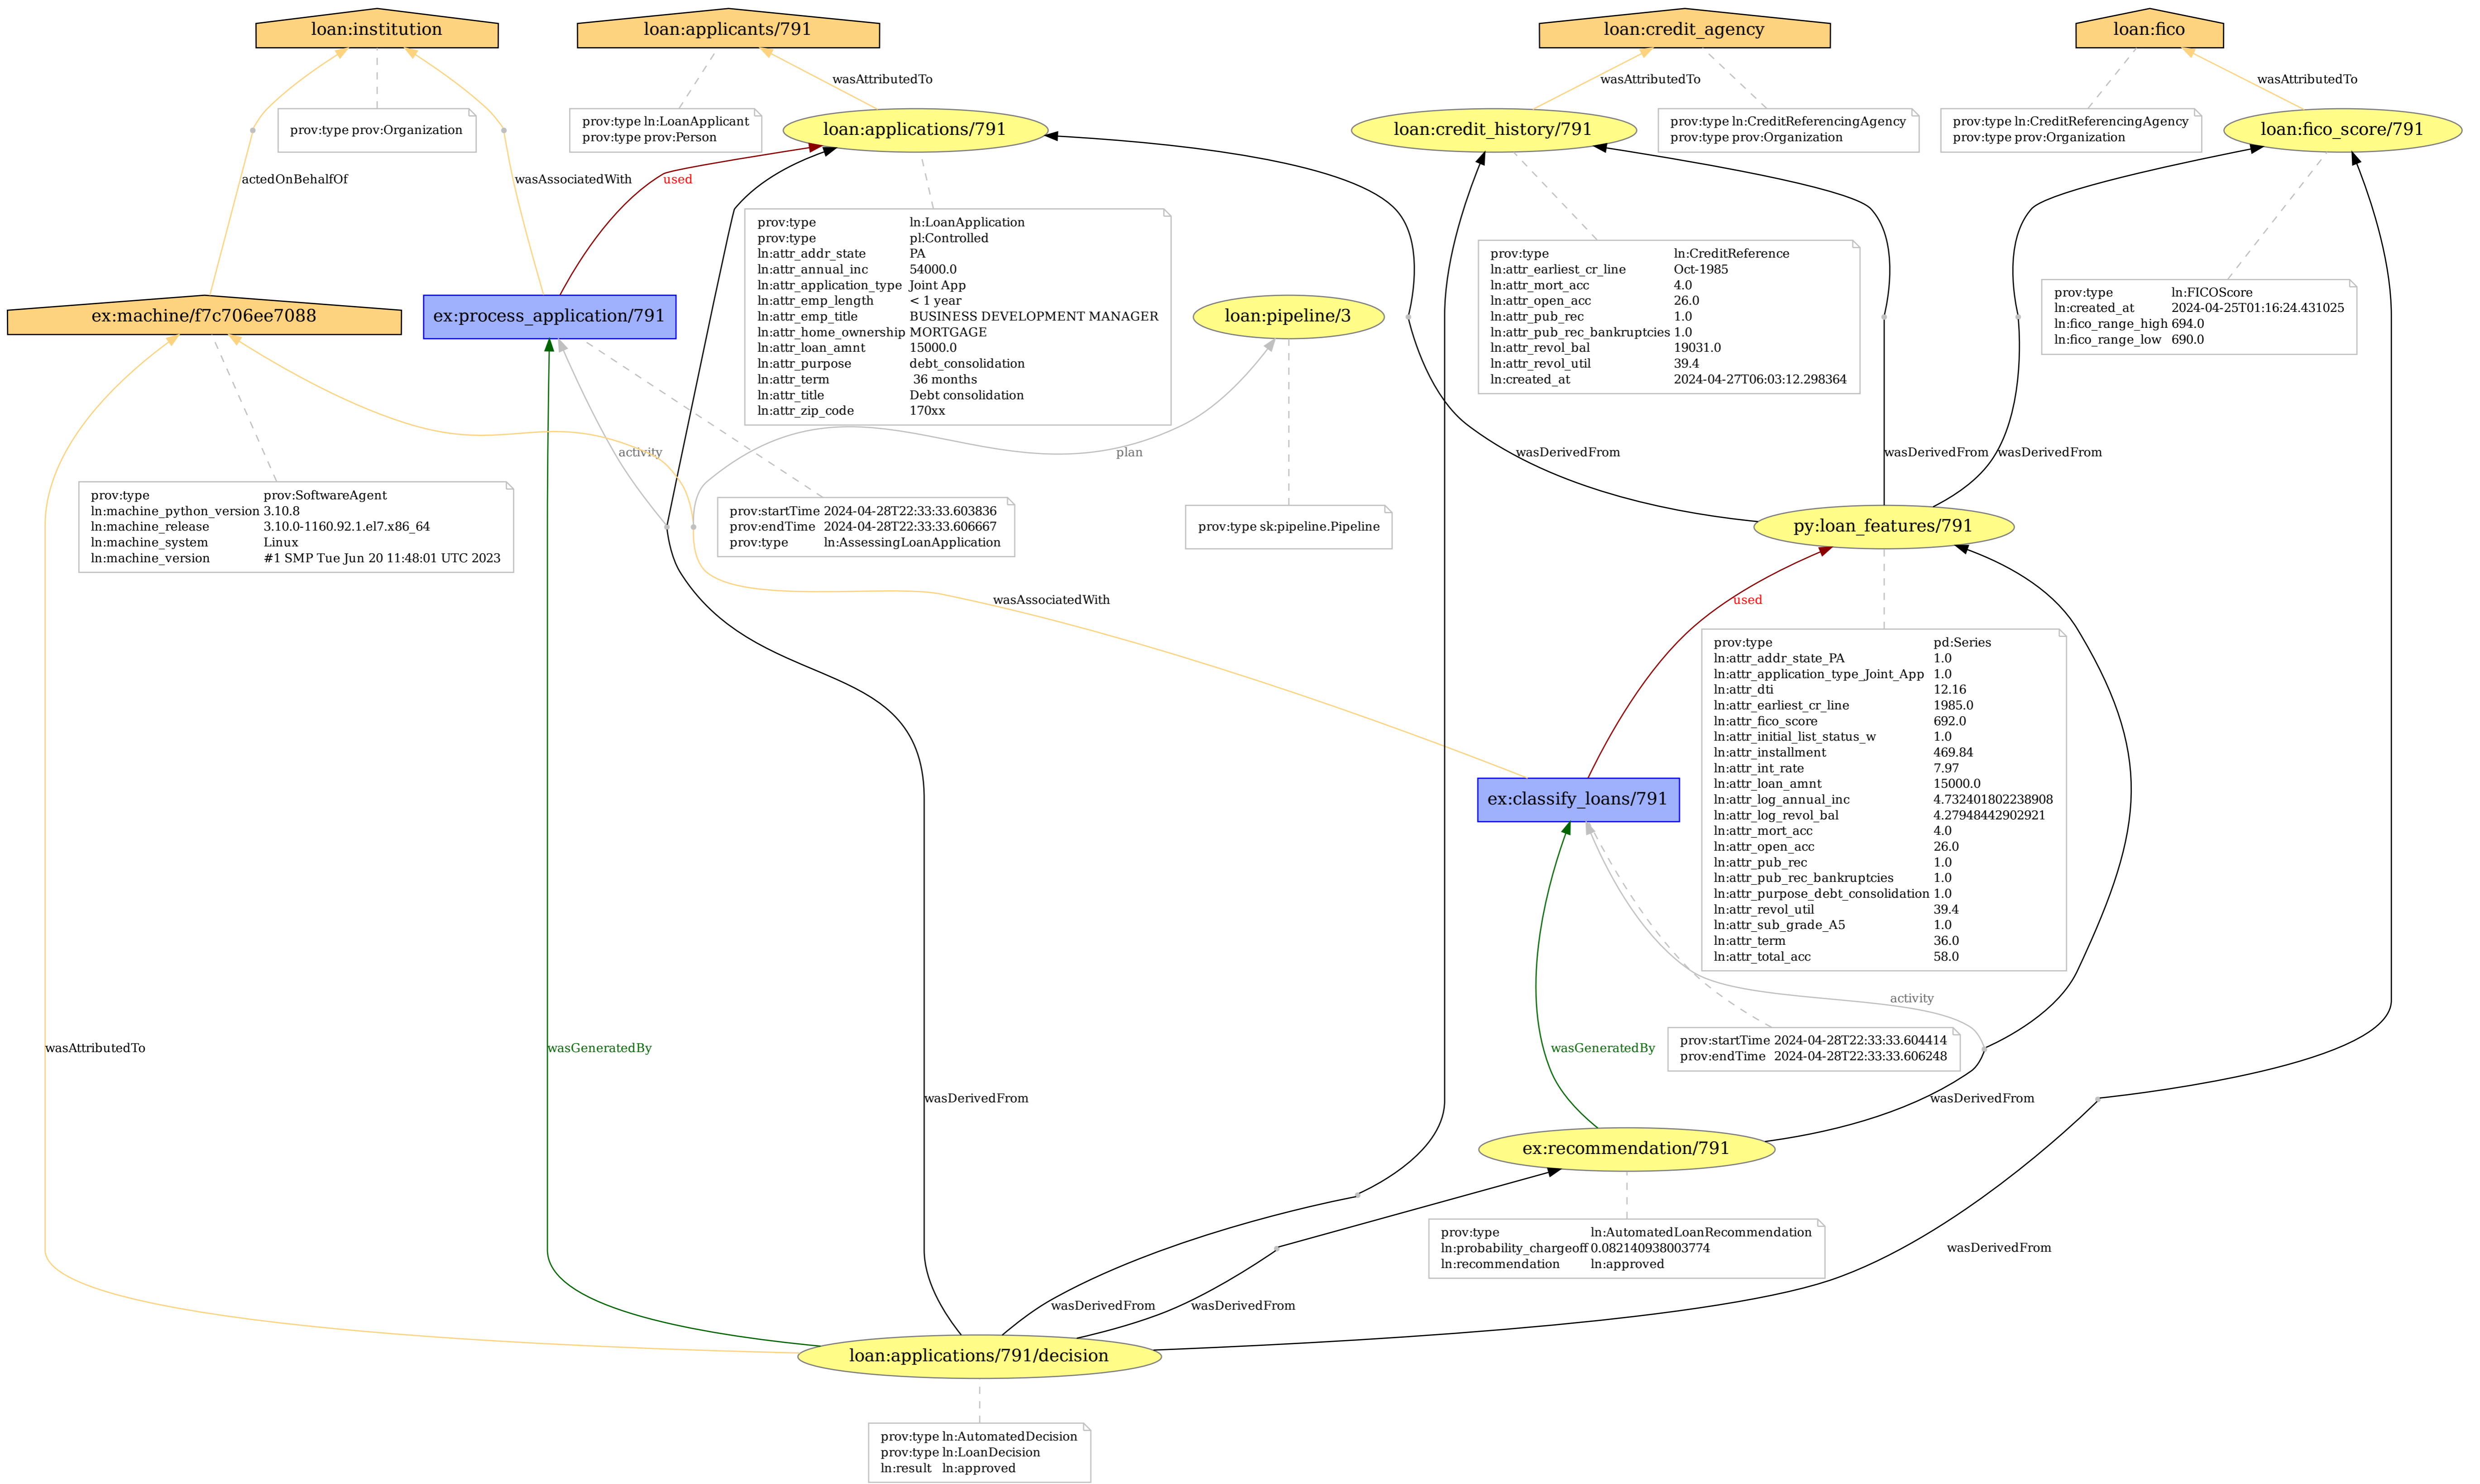 loan:institution
loan:applicants/791
loan:credit_agency
loan:fico
wasAttributedTo
wasAttributedTo
wasAttributedTo
prov:type prov:Organization
prov:type ln:LoanApplicant
prov:type prov:Person
loan:applications/791
loan:credit_history/791
prov:type ln:CreditReferencingAgency
prov:type prov:Organization
prov:type ln:CreditReferencingAgency
prov:type prov:Organization
loan:fico_score/791
actedOnBehalfOf
wasAssociatedWith
used
prov:type ln:LoanApplication
prov:type pl:Controlled
ln:attr_addr_state PA
ln:attr_annual_inc 54000.0
ln:attr_application_type Joint App
ln:attr_emp_length < 1 year
ln:attr_emp_title BUSINESS DEVELOPMENT MANAGER
ln:attr_home_ownership MORTGAGE
ln:attr_loan_amnt 15000.0
ln:attr_purpose debt_consolidation
ln:attr_term 36 months
ln:attr_title Debt consolidation
ln:attr_zip_code 170xx
prov:type ln:CreditReference
ln:attr_earliest_cr_line Oct-1985
ln:attr_mort_acc 4.0
ln:attr_open_acc 26.0
ln:attr_pub_rec 1.0
ln:attr_pub_rec_bankruptcies 1.0
ln:attr_revol_bal 19031.0
ln:attr_revol_util 39.4
ln:created_at 2024-04-27T06:03:12.298364
prov:type ln:FICOScore
ln:created_at 2024-04-25T01:16:24.431025
ln:fico_range_high 694.0
ln:fico_range_low 690.0
ex:machine/f7c706ee7088
ex:process_application/791
loan:pipeline/3
activity
plan
wasDerivedFrom
wasDerivedFrom
wasDerivedFrom
prov:type prov:SoftwareAgent
ln:machine_python_version 3.10.8
ln:machine_release 3.10.0-1160.92.1.el7.x86_64
ln:machine_system Linux
ln:machine_version #1 SMP Tue Jun 20 11:48:01 UTC 2023
prov:startTime 2024-04-28T22:33:33.603836
prov:endTime 2024-04-28T22:33:33.606667
prov:type ln:AssessingLoanApplication
prov:type sk:pipeline.Pipeline
py:loan_features/791
wasAssociatedWith
used
prov:type pd:Series
ln:attr_addr_state_PA 1.0
ln:attr_application_type_Joint_App 1.0
ln:attr_dti 12.16
ln:attr_earliest_cr_line 1985.0
ln:attr_fico_score 692.0
ln:attr_initial_list_status_w 1.0
ln:attr_installment 469.84
ln:attr_int_rate 7.97
ln:attr_loan_amnt 15000.0
ln:attr_log_annual_inc 4.732401802238908
ln:attr_log_revol_bal 4.27948442902921
ln:attr_mort_acc 4.0
ln:attr_open_acc 26.0
ln:attr_pub_rec 1.0
ln:attr_pub_rec_bankruptcies 1.0
ln:attr_purpose_debt_consolidation 1.0
ln:attr_revol_util 39.4
ln:attr_sub_grade_A5 1.0
ln:attr_term 36.0
ln:attr_total_acc 58.0
ex:classify_loans/791
activity
wasAttributedTo
wasGeneratedBy
wasGeneratedBy
prov:startTime 2024-04-28T22:33:33.604414
prov:endTime 2024-04-28T22:33:33.606248
wasDerivedFrom
wasDerivedFrom
ex:recommendation/791
prov:type ln:AutomatedLoanRecommendation
ln:probability_chargeoff 0.082140938003774
ln:recommendation ln:approved
wasDerivedFrom
wasDerivedFrom
wasDerivedFrom
loan:applications/791/decision
prov:type ln:AutomatedDecision
prov:type ln:LoanDecision
ln:result ln:approved